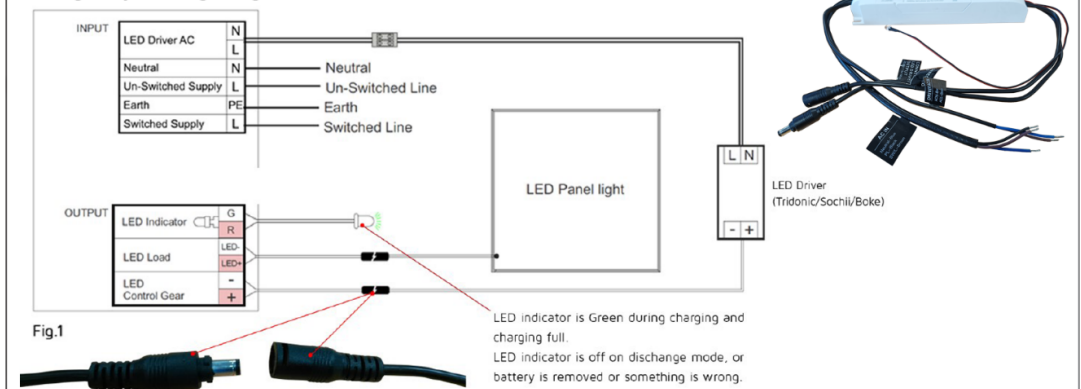 INPUT
LED Driver AC
N
L
Neutral
N
Neutral
Un-Switched Supply
L
Un-Switched Line
Earth
PE
Earth
Switched Supply
L
Switched Line
LED Panel light
L N
- +
LED Driver
(Tridonic/Sochii/Boke)
OUTPUT
LED Indicator
G
R
LED Load
LED-
LED+
LED
Control Gear
-
+
Fig.1
LED indicator is Green during charging and
charging full.
LED indicator is off on discharge mode, or
battery is removed or something is wrong.